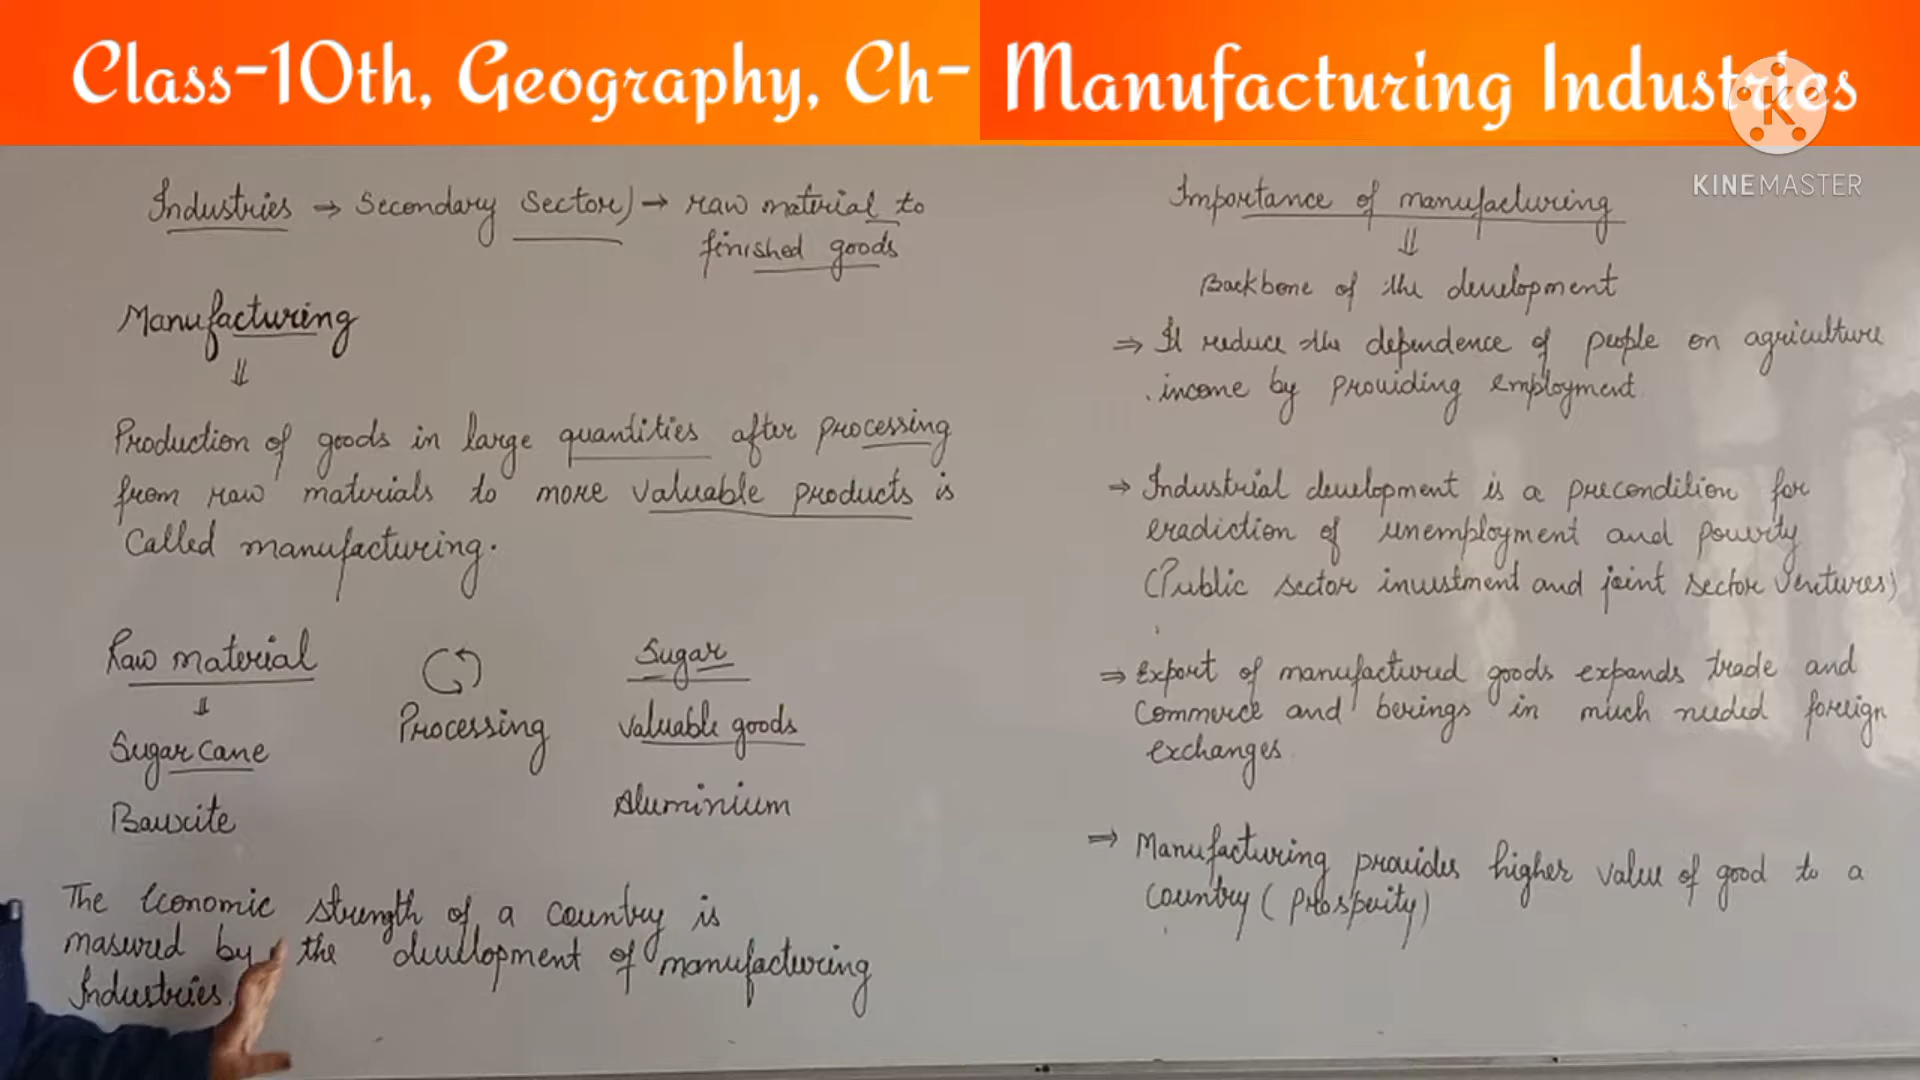 Class-10th, Geography, Ch- Manufacturing Industries
KINEMASTER
Industries ⇒ Secondary Sector) → raw material to
finished goods
Manufacturing
⇓
Production of goods in large quantities after processing
from raw materials to more valuable products is
Called manufacturing.
Raw material
⇓
Sugar cane
Bauxite
Processing
Sugar
Valuable goods
Aluminium
The Economic strength of a country is
masured by the development of manufacturing
Industries.
Importance of manufacturing
⇓
Backbone of the development
⇒ It reduce the dependence of people on agriculture
income by providing employment
→ Industrial development is a precondition for
eradiction of unemployment and poverty
(Public sector investment and joint sector ventures)
⇒ Export of manufactured goods expands trade and
Commerce and berings in much needed foreign
exchanges.
⇒ Manufacturing provides higher value of good to a
Country (Prosperity)